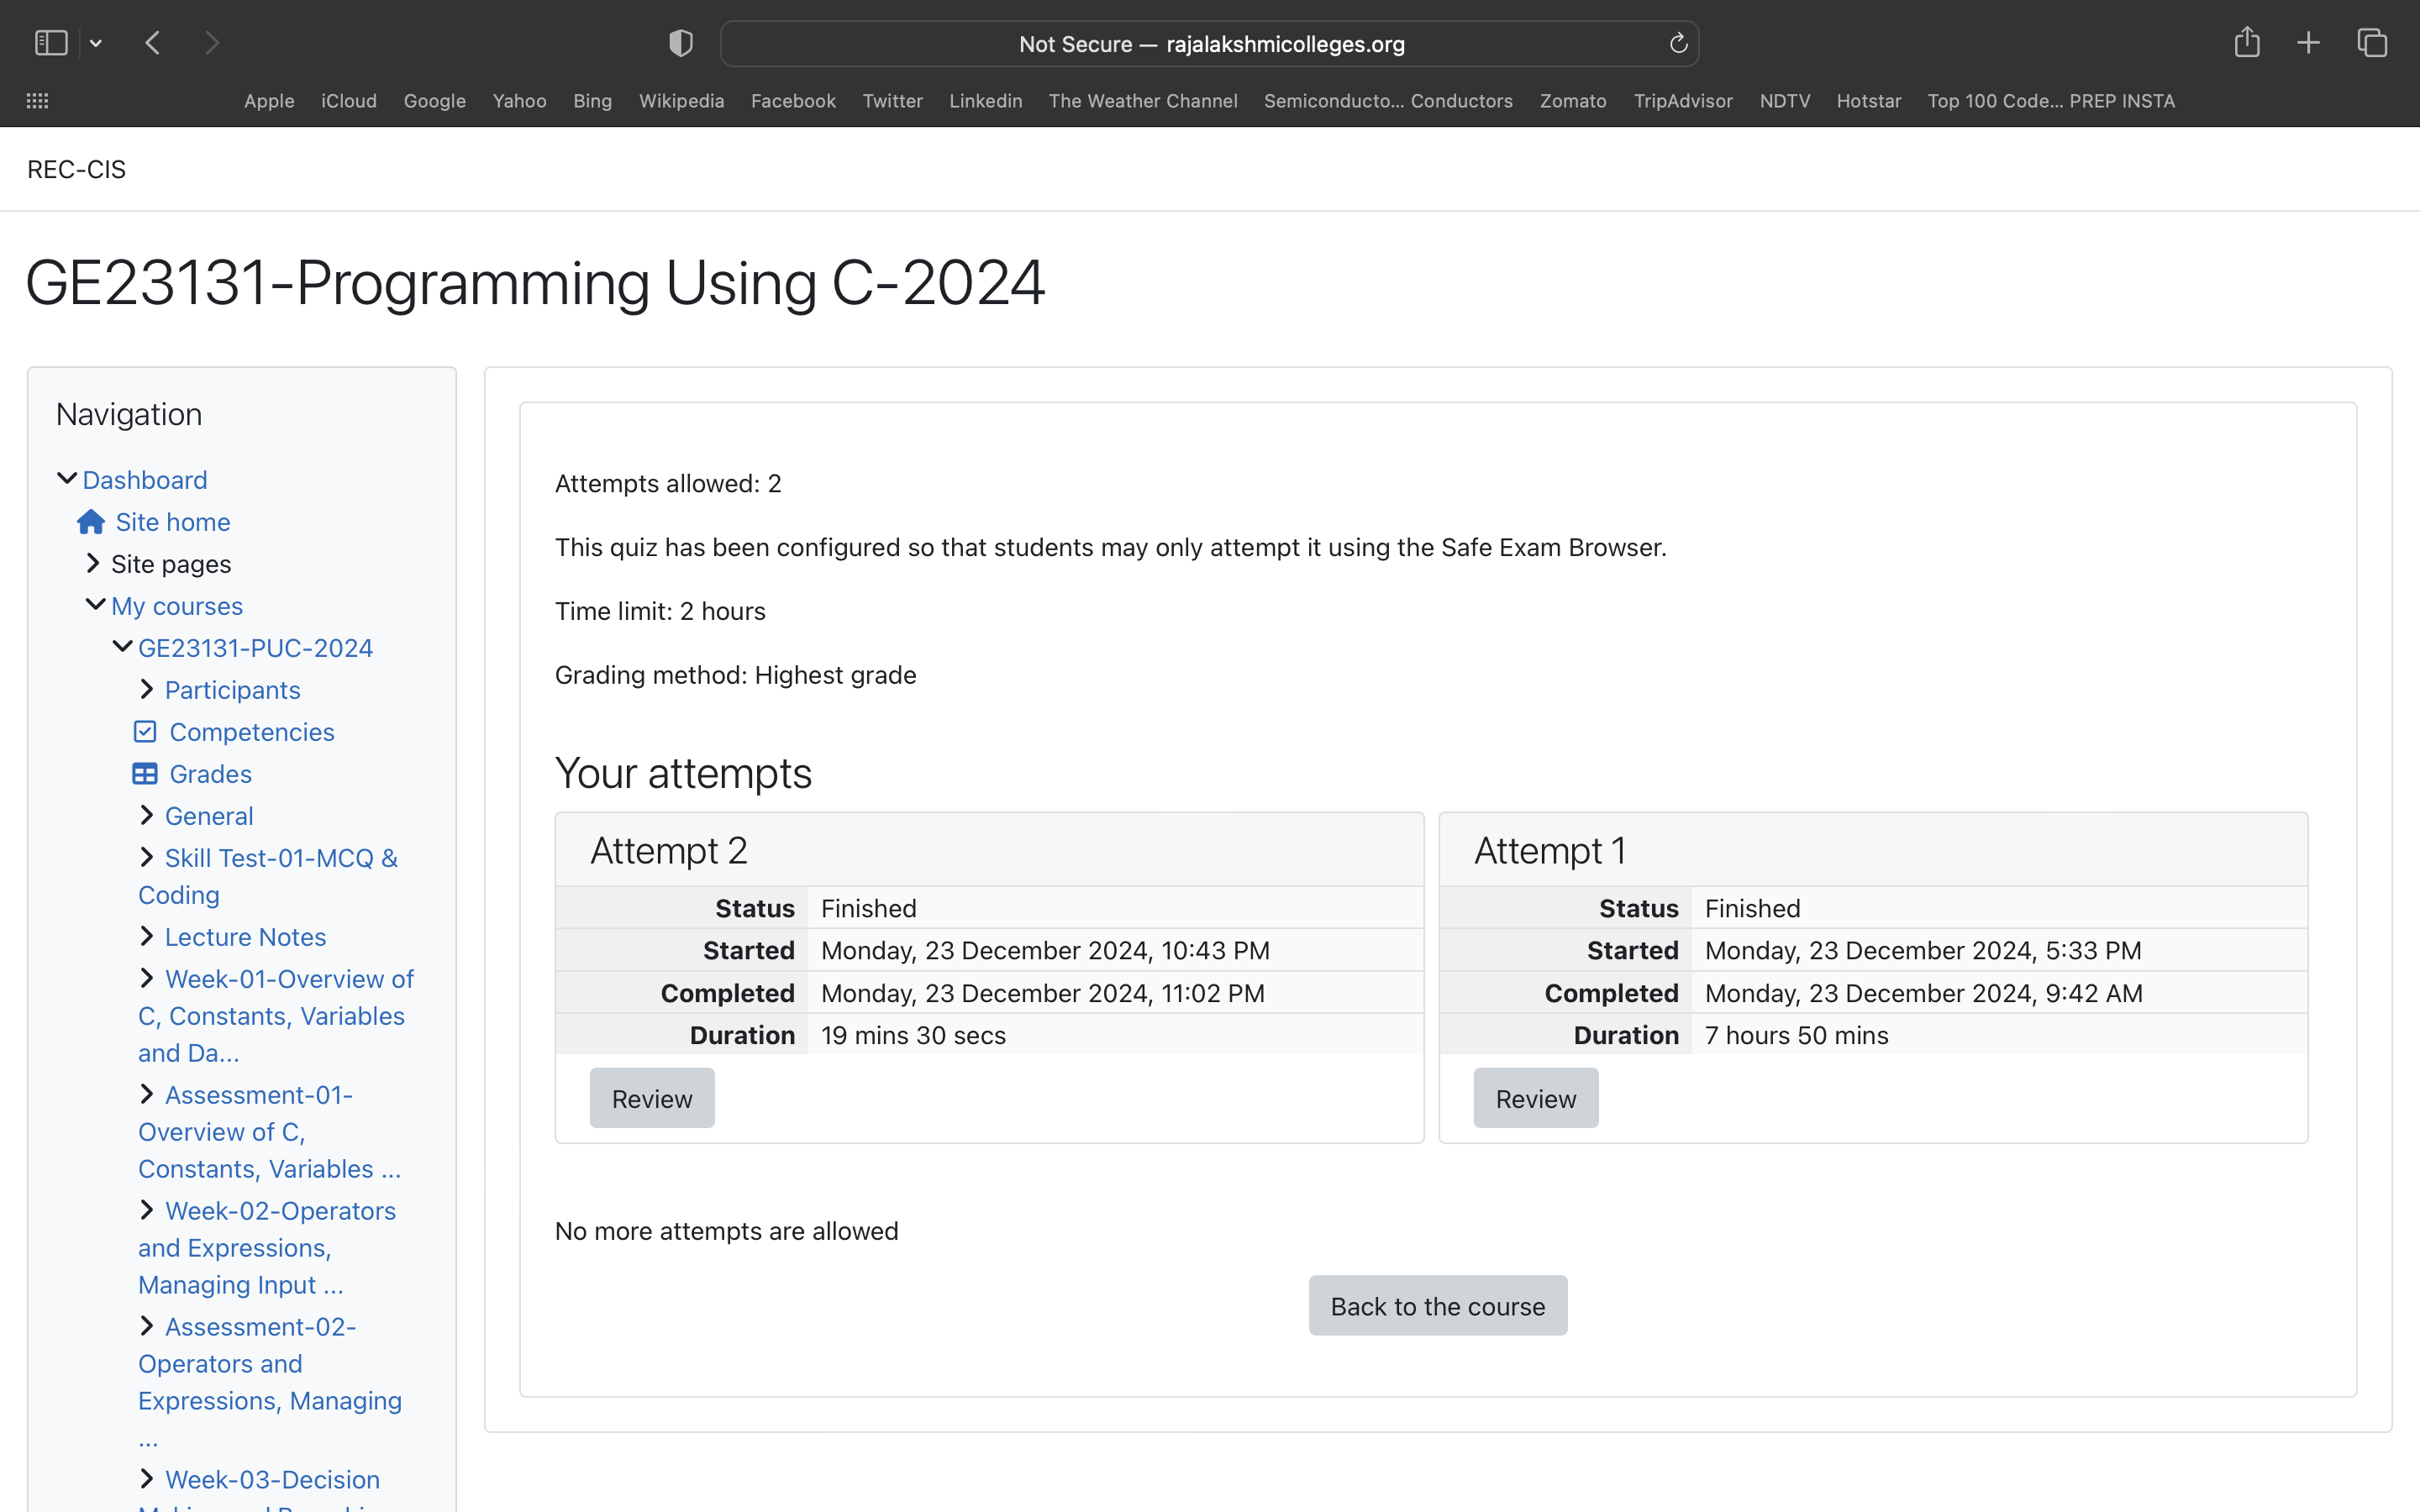 Not Secure — rajalakshmicolleges.org
Apple iCloud Google Yahoo Bing Wikipedia Facebook Twitter Linkedin The Weather Channel Semiconducto... Conductors Zomato TripAdvisor NDTV Hotstar Top 100 Code... PREP INSTA
REC-CIS
GE23131-Programming Using C-2024
Navigation
Dashboard
Site home
Site pages
My courses
GE23131-PUC-2024
Participants
Competencies
Grades
General
Skill Test-01-MCQ &
Coding
Lecture Notes
Week-01-Overview of
C, Constants, Variables
and Da...
Assessment-01-
Overview of C,
Constants, Variables ...
Week-02-Operators
and Expressions,
Managing Input ...
Assessment-02-
Operators and
Expressions, Managing
...
Week-03-Decision
Attempts allowed: 2
This quiz has been configured so that students may only attempt it using the Safe Exam Browser.
Time limit: 2 hours
Grading method: Highest grade
Your attempts
Attempt 2
Status Finished
Started Monday, 23 December 2024, 10:43 PM
Completed Monday, 23 December 2024, 11:02 PM
Duration 19 mins 30 secs
Review
Attempt 1
Status Finished
Started Monday, 23 December 2024, 5:33 PM
Completed Monday, 23 December 2024, 9:42 AM
Duration 7 hours 50 mins
Review
No more attempts are allowed
Back to the course